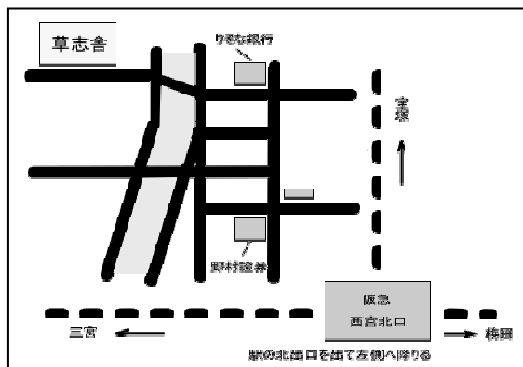 草志舎
りそな銀行
宝塚
野村証券
阪急
西宮北口
三宮
梅田
駅の北出口を出て左側へ降りる